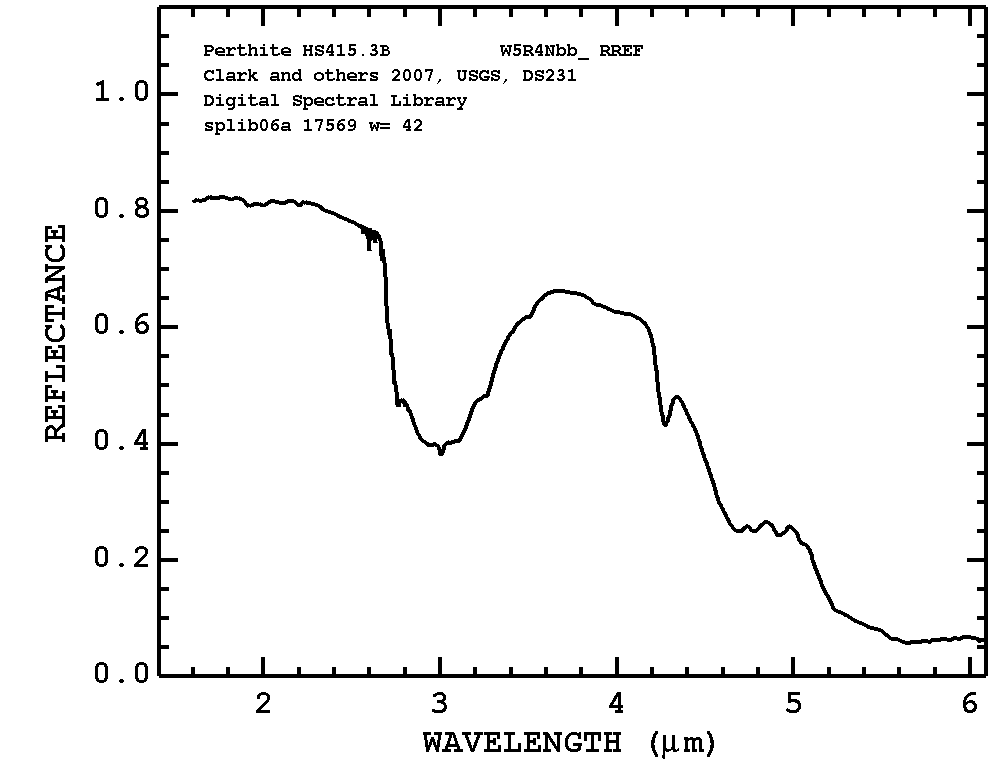 Perthite HS415.3B W5R4Nbb_ RREF
Clark and others 2007, USGS, DS231
Digital Spectral Library
splib06a 17569 w= 42
1.0
0.8
0.6
0.4
0.2
0.0
REFLECTANCE
2 3 4 5 6
WAVELENGTH (μm)